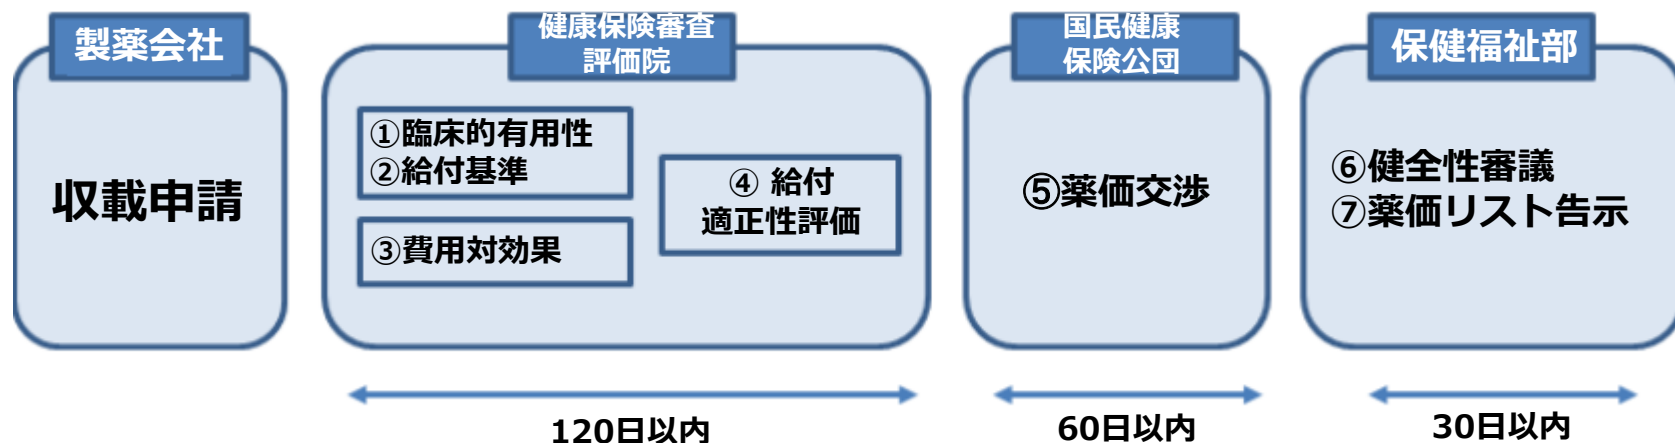 製薬会社
収載申請
健康保険審査
評価院
①臨床的有用性
②給付基準
③費用対効果
④ 給付
適正性評価
120日以内
国民健康
保険公団
⑤薬価交渉
60日以内
保健福祉部
⑥健全性審議
⑦薬価リスト告示
30日以内